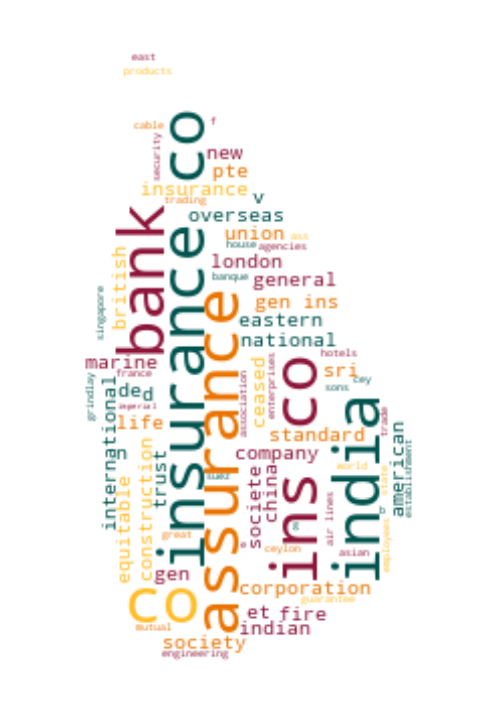 east
products
cable
f
co
security
new
pte
insurance
trading
v
overseas
bank
union
ass
house
agencies
london
british
insurance
banque
general
singapore
assurance
gen ins
eastern
national
marine
hotels
france
ceased
enterprises
sri
ins co
cey
grindlay
international
ded
sons
india
imperial
association
life
trade
standard
american
establishment
n
company
trust
construction
equitable
suez
societe
china
world
state
b
g
air lines
great
e
ceylon
asian
employees
gen
co
corporation
guarantee
et
fire
mutual
indian
society
engineering